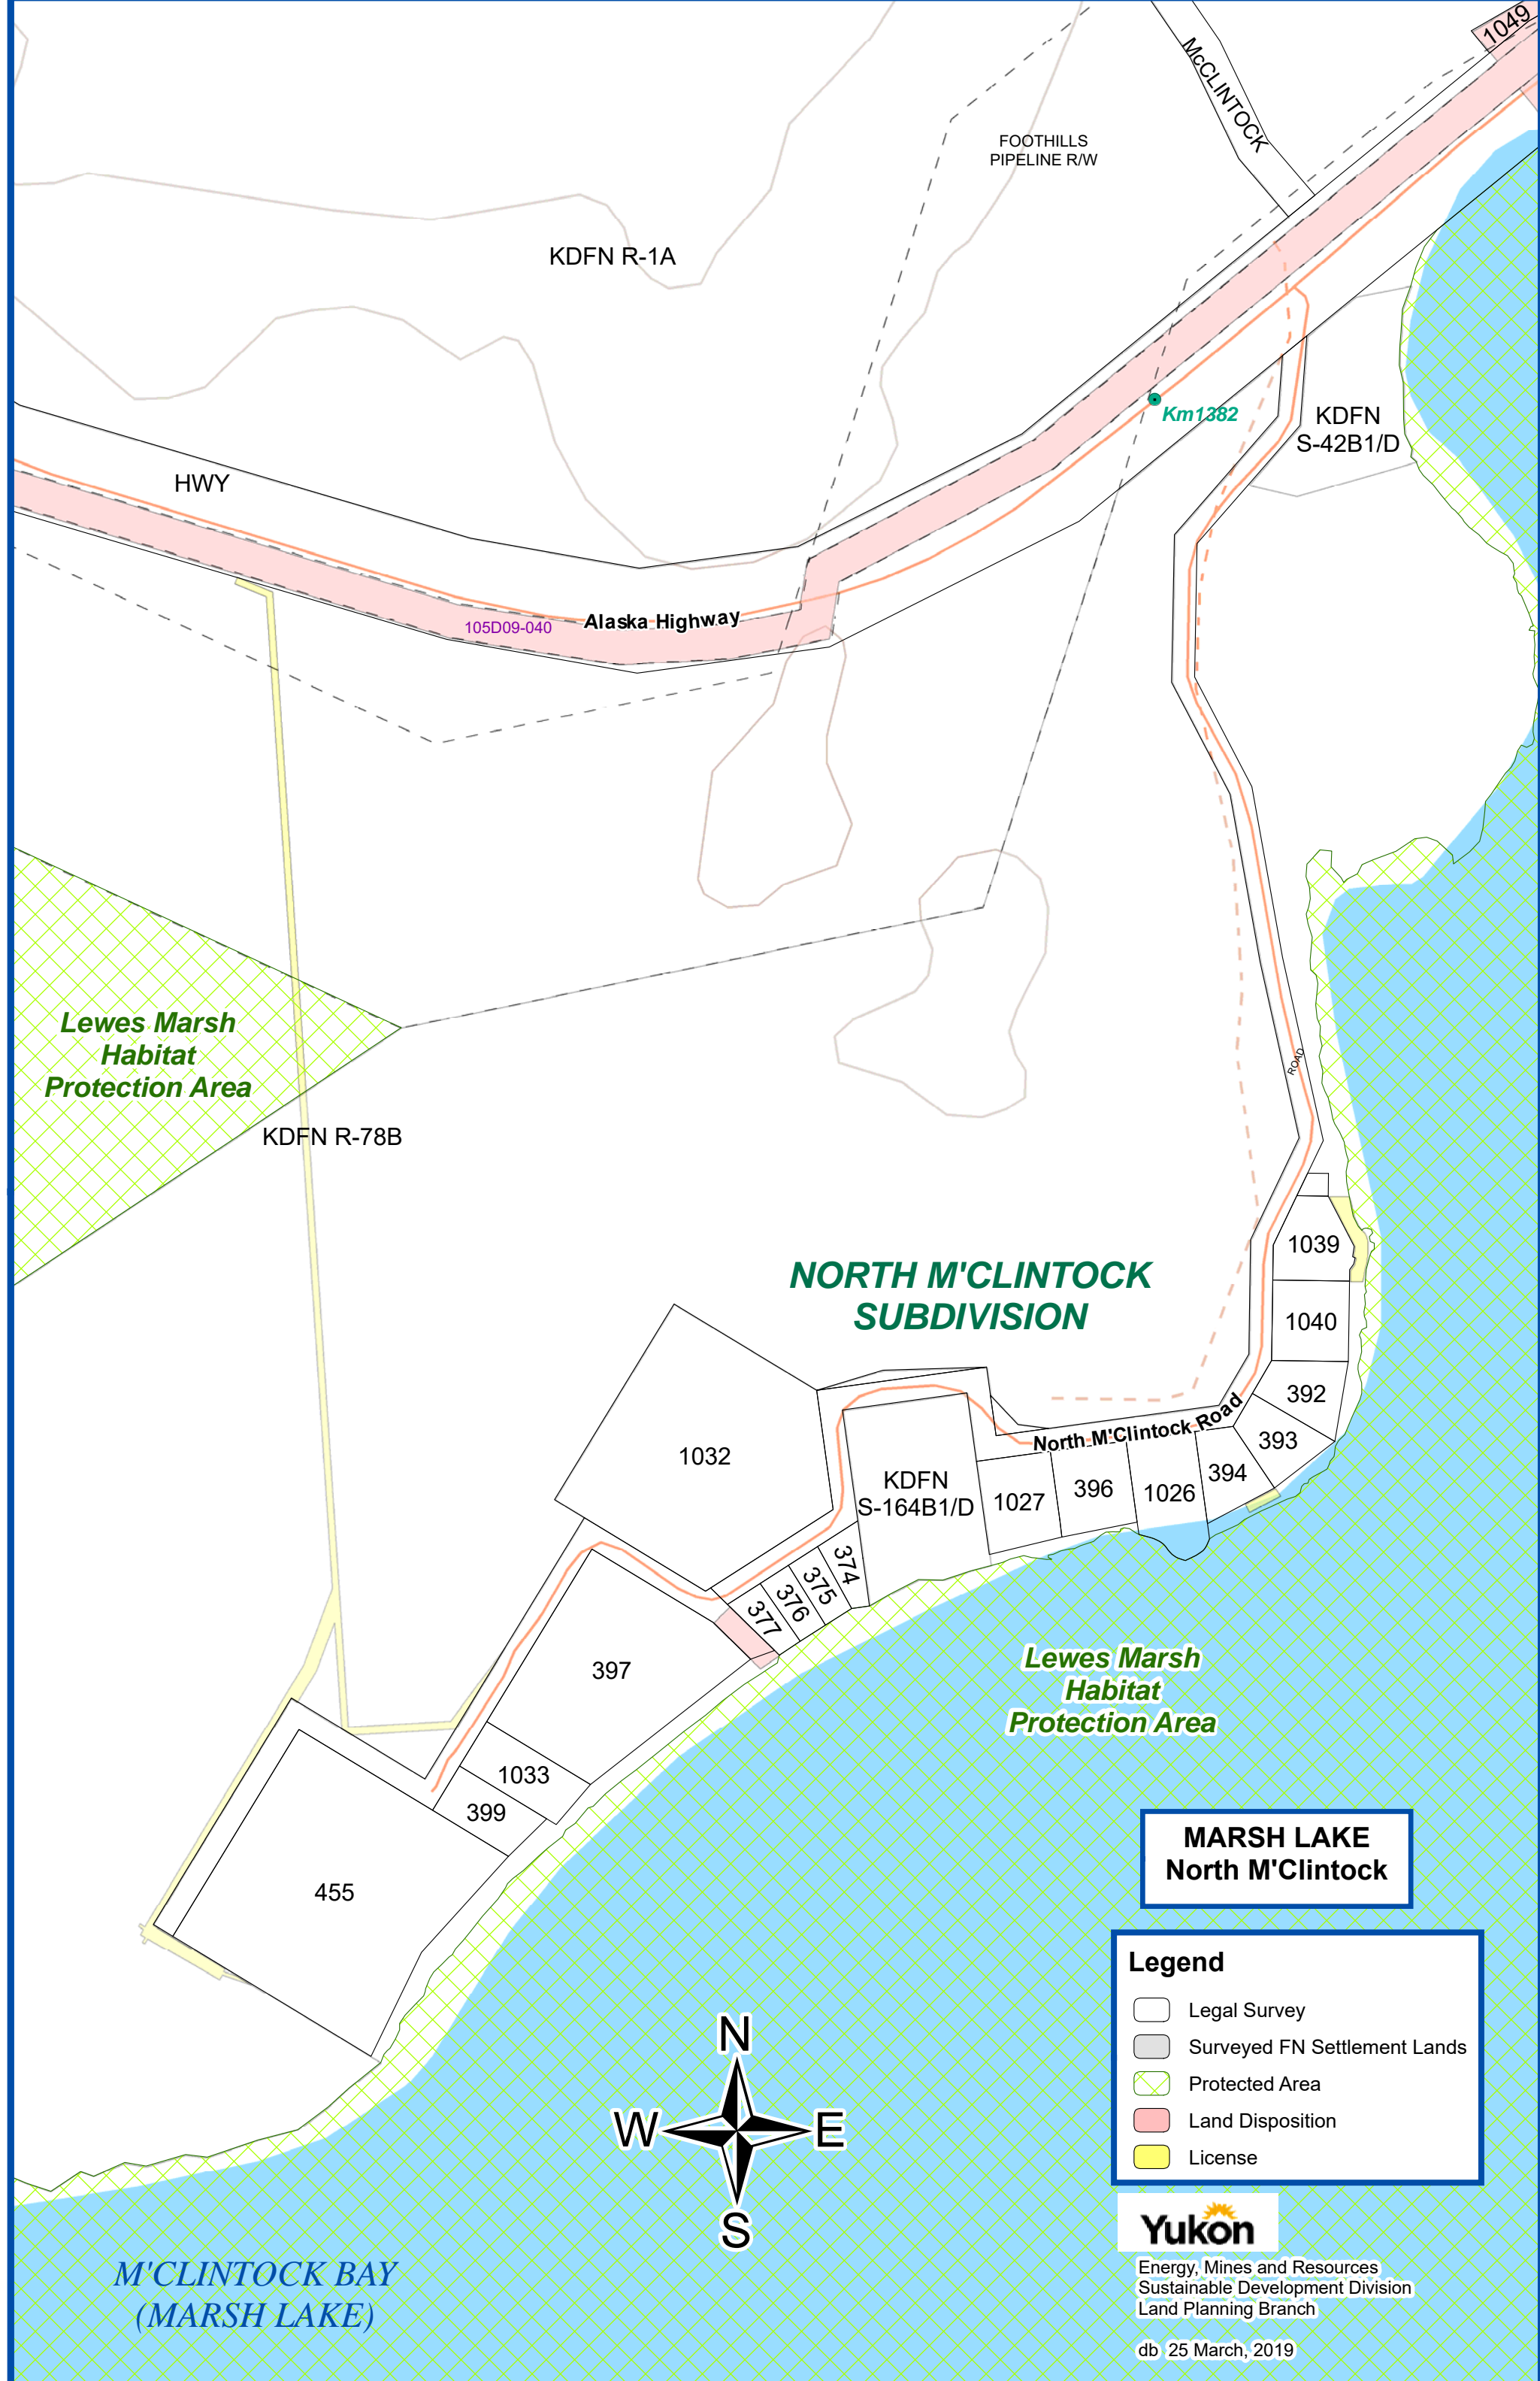 1049
McCLINTOCK
FOOTHILLS
PIPELINE R/W
KDFN R-1A
Km1382
KDFN
S-42B1/D
HWY
105D09-040
Alaska Highway
Lewes Marsh
Habitat
Protection Area
ROAD
KDFN R-78B
1039
NORTH M'CLINTOCK
SUBDIVISION
1040
392
North M'Clintock Road
393
1032
394
KDFN
S-164B1/D
1027
396
1026
374
375
376
377
397
Lewes Marsh
Habitat
Protection Area
1033
399
455
MARSH LAKE
North M'Clintock
Legend
Legal Survey
Surveyed FN Settlement Lands
Protected Area
Land Disposition
License
N
W
E
S
Yukon
Energy, Mines and Resources
Sustainable Development Division
Land Planning Branch
db 25 March, 2019
M'CLINTOCK BAY
(MARSH LAKE)